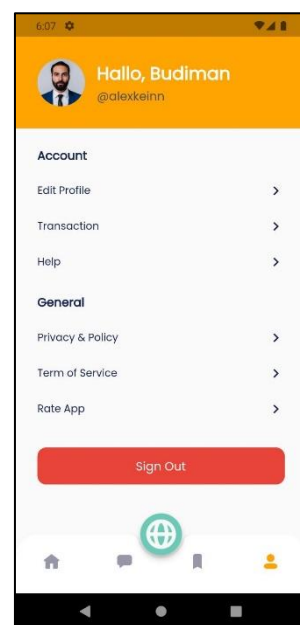 6:07
Hallo, Budiman
@alexkeinn
Account
Edit Profile
Transaction
Help
General
Privacy & Policy
Term of Service
Rate App
Sign Out